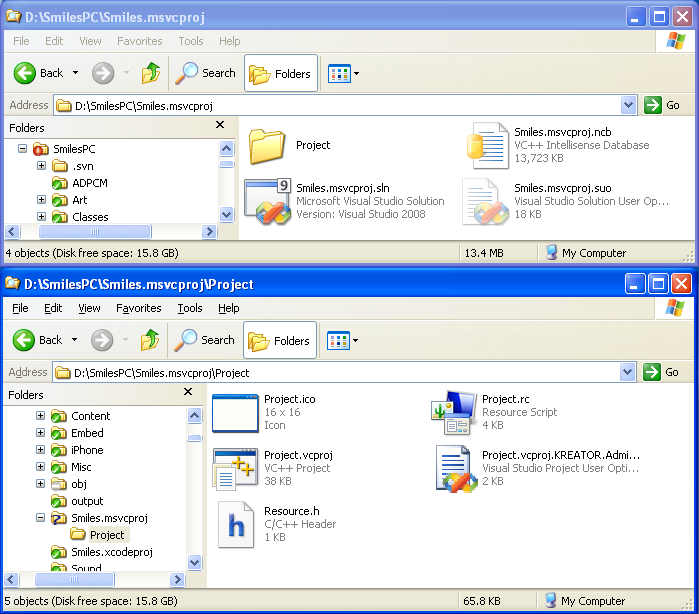 D:\SmilesPC\Smiles.msvcproj
File Edit View Favorites Tools Help
Back Search Folders
Address D:\SmilesPC\Smiles.msvcproj Go
Folders
SmilesPC
.svn
ADPCM
Art
Classes
Project
Smiles.msvcproj.ncb
VC++ Intellisense Database
13,723 KB
9
Smiles.msvcproj.sln
Microsoft Visual Studio Solution
Version: Visual Studio 2008
Smiles.msvcproj.suo
Visual Studio Solution User Op...
18 KB
4 objects (Disk free space: 15.8 GB) 13.4 MB My Computer
D:\SmilesPC\Smiles.msvcproj\Project
File Edit View Favorites Tools Help
Back Search Folders
Address D:\SmilesPC\Smiles.msvcproj\Project Go
Folders
Content
Embed
iPhone
Misc
obj
output
Smiles.msvcproj
Project
Smiles.xcodeproj
Sound
Project.ico
16 x 16
Icon
Project.rc
Resource Script
4 KB
Project.vcproj
VC++ Project
38 KB
Project.vcproj.KREATOR.Admi...
Visual Studio Project User Opti...
2 KB
h
Resource.h
C/C++ Header
1 KB
5 objects (Disk free space: 15.8 GB) 65.8 KB My Computer